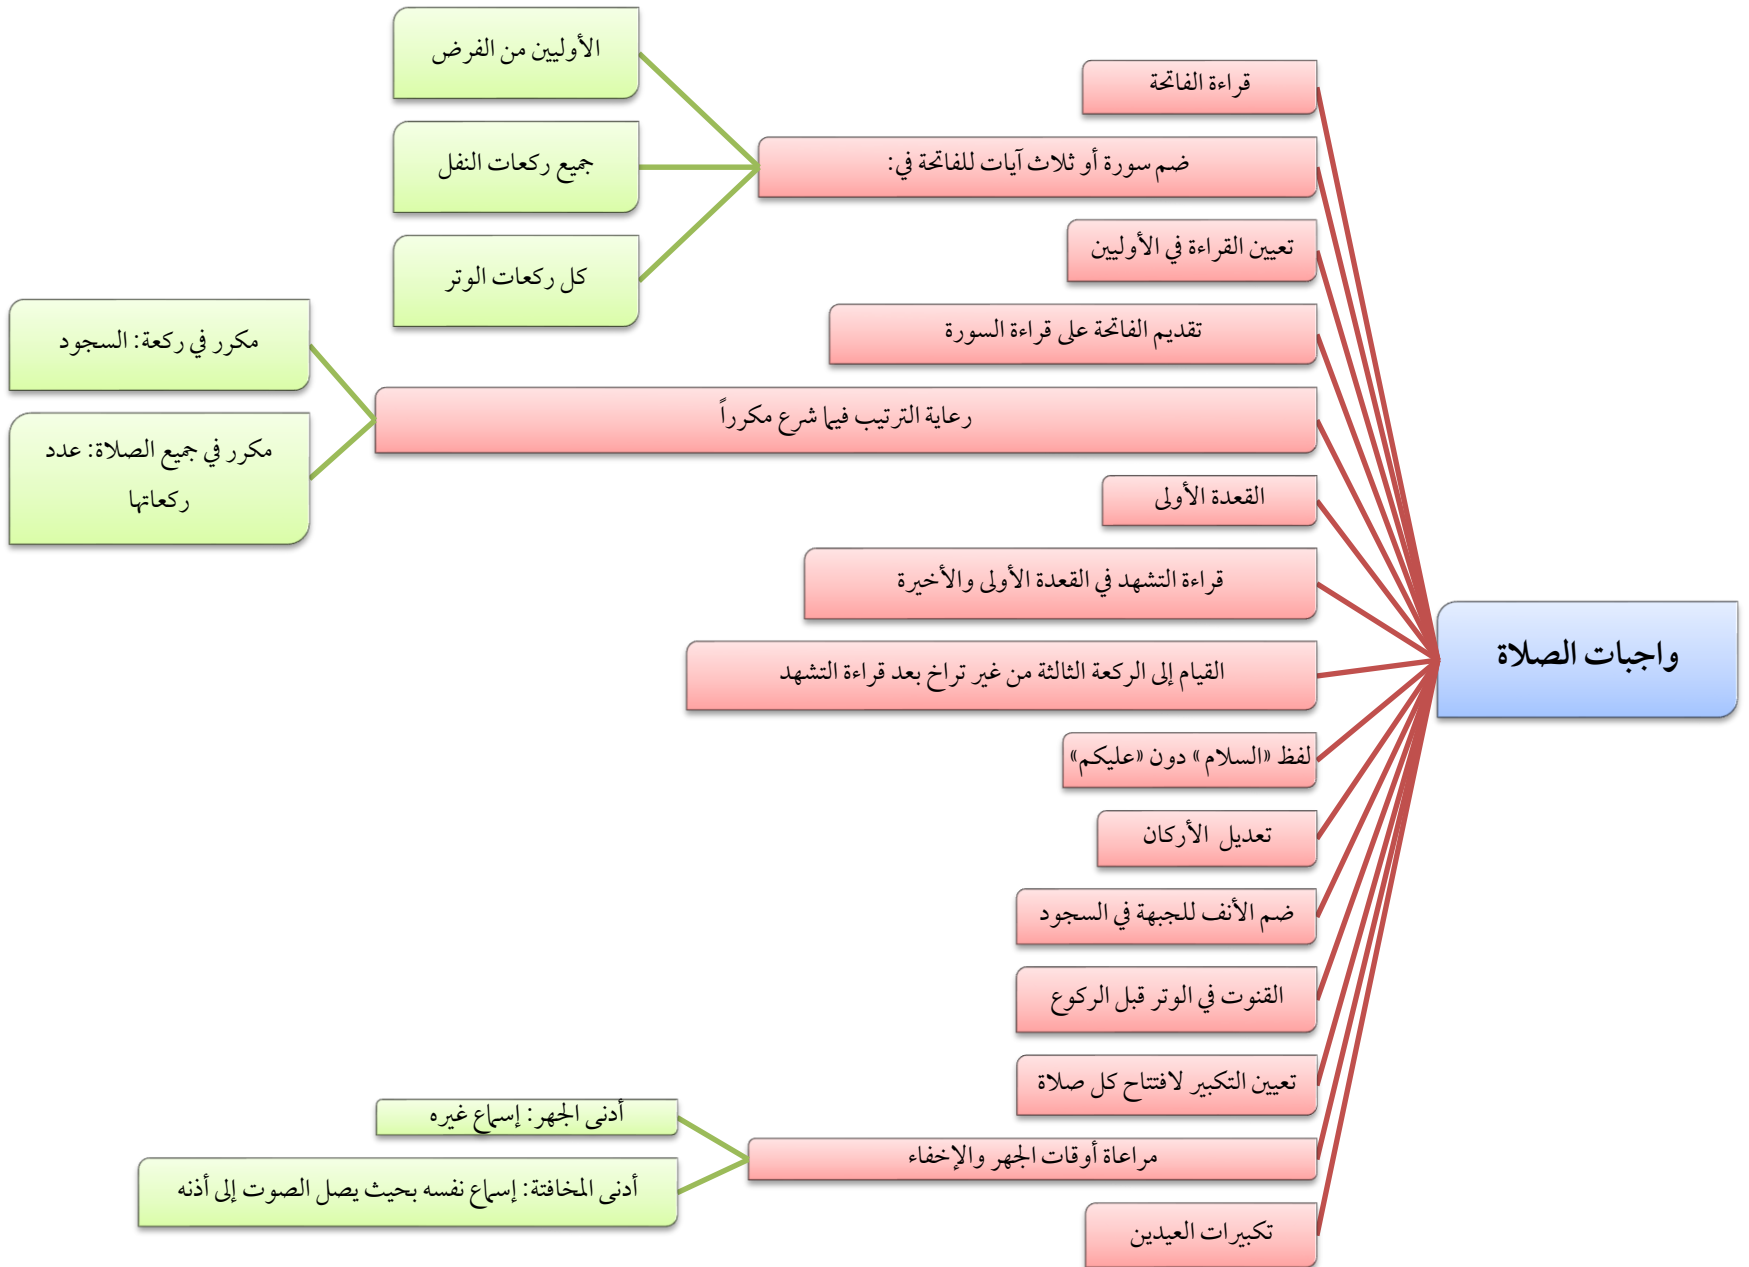 واجبات الصلاة
قراءة الفاتحة
ضم سورة أو ثلاث آيات للفاتحة في:
الأوليين من الفرض
جميع ركعات النفل
كل ركعات الوتر
تعيين القراءة في الأوليين
تقديم الفاتحة على قراءة السورة
رعاية الترتيب فيما شرع مكرراً
مكرر في ركعة: السجود
مكرر في جميع الصلاة: عدد
ركعاتها
القعدة الأولى
قراءة التشهد في القعدة الأولى والأخيرة
القيام إلى الركعة الثالثة من غير تراخ بعد قراءة التشهد
لفظ «السلام» دون «عليكم»
تعديل الأركان
ضم الأنف للجبهة في السجود
القنوت في الوتر قبل الركوع
تعيين التكبير لافتتاح كل صلاة
مراعاة أوقات الجهر والإخفاء
أدنى الجهر: إسماع غيره
أدنى المخافتة: إسماع نفسه بحيث يصل الصوت إلى أذنه
تكبيرات العيدين